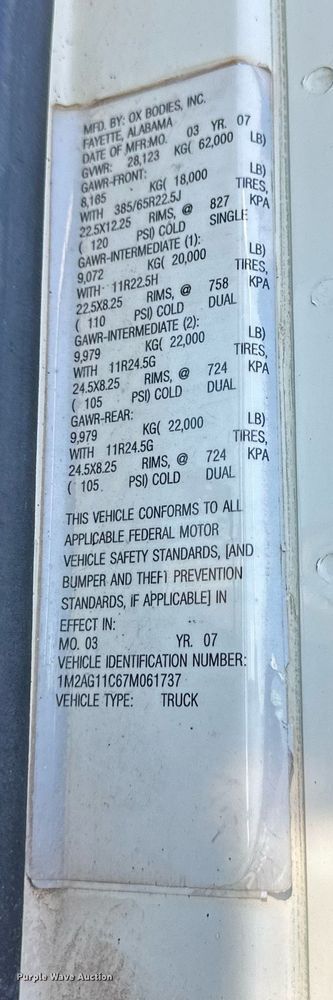 MFD. BY: OX BODIES, INC.
FAYETTE, ALABAMA
DATE OF MFR:MO. 03 YR. 07
GVWR: 28,123 KG( 62,000 LB)
GAWR-FRONT:
8,165 KG( 18,000 LB)
WITH 385/65R22.5J TIRES,
22.5X12.25 RIMS, @ 827 KPA
( 120 PSI) COLD SINGLE
GAWR-INTERMEDIATE (1):
9,072 KG( 20,000 LB)
WITH: 11R22.5H TIRES,
22.5X8.25 RIMS, @ 758 KPA
( 110 PSI) COLD DUAL
GAWR-INTERMEDIATE (2):
9,979 KG( 22,000 LB)
WITH 11R24.5G TIRES,
24.5X8.25 RIMS, @ 724 KPA
( 105 PSI) COLD DUAL
GAWR-REAR:
9,979 KG( 22,000 LB)
WITH 11R24.5G TIRES,
24.5X8.25 RIMS, @ 724 KPA
( 105 PSI) COLD DUAL
THIS VEHICLE CONFORMS TO ALL
APPLICABLE FEDERAL MOTOR
VEHICLE SAFETY STANDARDS, [AND
BUMPER AND THEFT PREVENTION
STANDARDS, IF APPLICABLE] IN
EFFECT IN:
MO. 03 YR. 07
VEHICLE IDENTIFICATION NUMBER:
1M2AG11C67M061737
VEHICLE TYPE: TRUCK
Purple Wave Auction